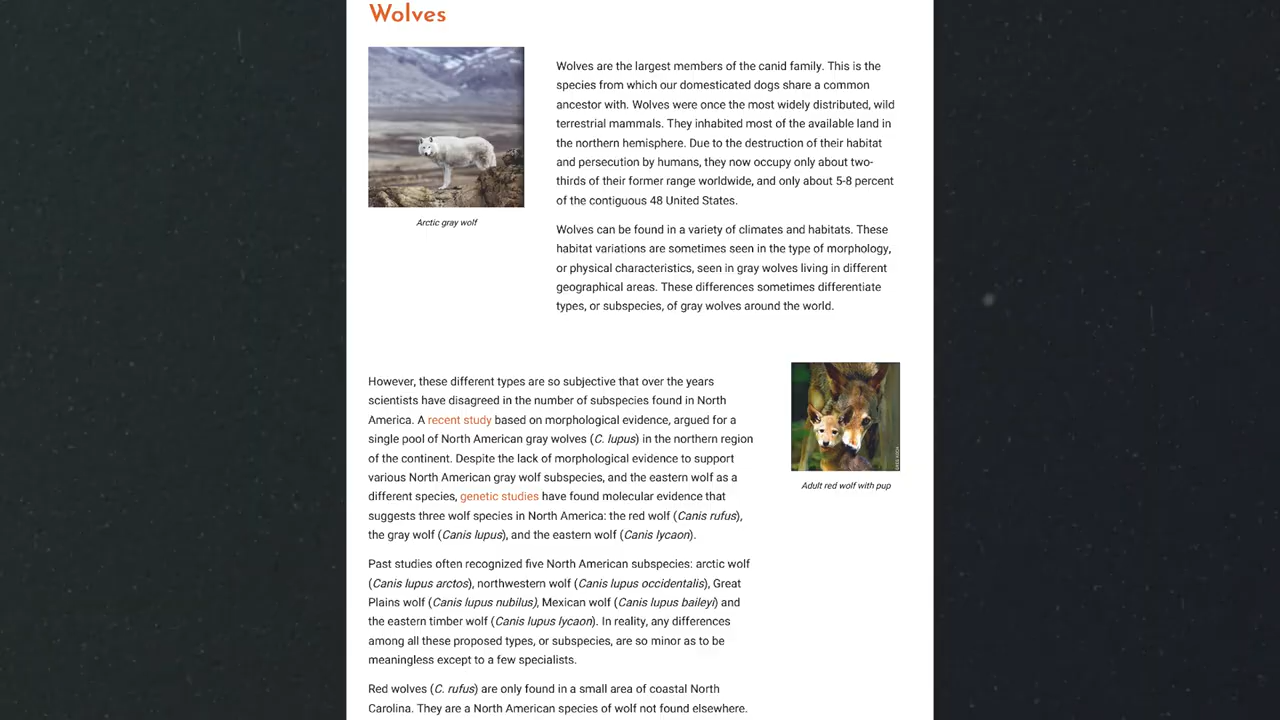 Wolves
Wolves are the largest members of the canid family. This is the
species from which our domesticated dogs share a common
ancestor with. Wolves were once the most widely distributed, wild
terrestrial mammals. They inhabited most of the available land in
the northern hemisphere. Due to the destruction of their habitat
and persecution by humans, they now occupy only about two-
thirds of their former range worldwide, and only about 5-8 percent
of the contiguous 48 United States.
Arctic gray wolf
Wolves can be found in a variety of climates and habitats. These
habitat variations are sometimes seen in the type of morphology,
or physical characteristics, seen in gray wolves living in different
geographical areas. These differences sometimes differentiate
types, or subspecies, of gray wolves around the world.
However, these different types are so subjective that over the years
scientists have disagreed in the number of subspecies found in North
America. A recent study based on morphological evidence, argued for a
single pool of North American gray wolves (C. lupus) in the northern region
of the continent. Despite the lack of morphological evidence to support
various North American gray wolf subspecies, and the eastern wolf as a
different species, genetic studies have found molecular evidence that
suggests three wolf species in North America: the red wolf (Canis rufus),
the gray wolf (Canis lupus), and the eastern wolf (Canis lycaon).
Adult red wolf with pup
Past studies often recognized five North American subspecies: arctic wolf
(Canis lupus arctos), northwestern wolf (Canis lupus occidentalis), Great
Plains wolf (Canis lupus nubilus), Mexican wolf (Canis lupus baileyi) and
the eastern timber wolf (Canis lupus lycaon). In reality, any differences
among all these proposed types, or subspecies, are so minor as to be
meaningless except to a few specialists.
Red wolves (C. rufus) are only found in a small area of coastal North
Carolina. They are a North American species of wolf not found elsewhere.